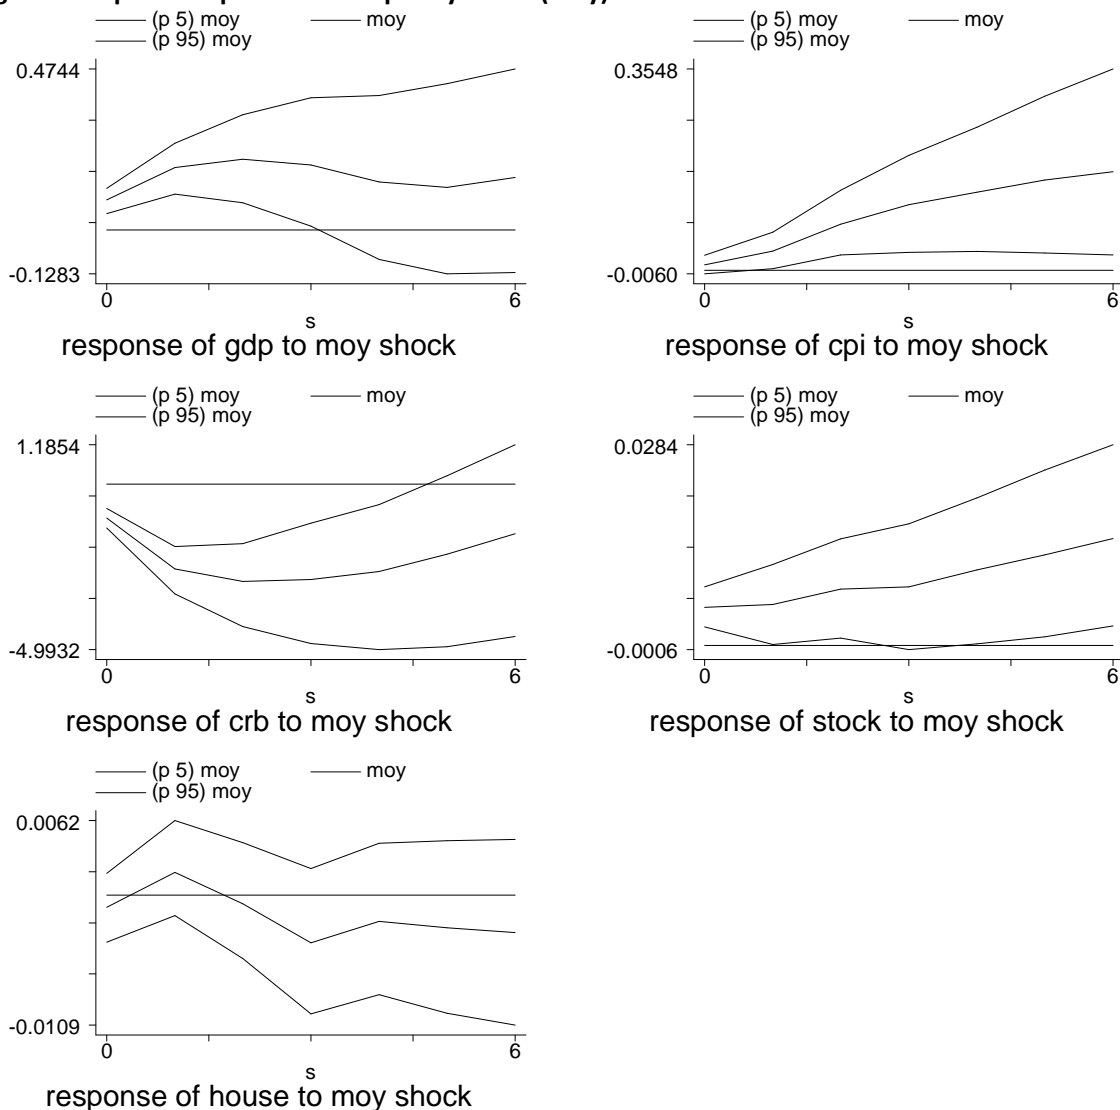 (p 5) moy moy
(p 95) moy
0.4744
-0.1283
0 6
s
response of gdp to moy shock
(p 5) moy moy
(p 95) moy
0.3548
-0.0060
0 6
s
response of cpi to moy shock
(p 5) moy moy
(p 95) moy
1.1854
-4.9932
0 6
s
response of crb to moy shock
(p 5) moy moy
(p 95) moy
0.0284
-0.0006
0 6
s
response of stock to moy shock
(p 5) moy moy
(p 95) moy
0.0062
-0.0109
0 6
s
response of house to moy shock